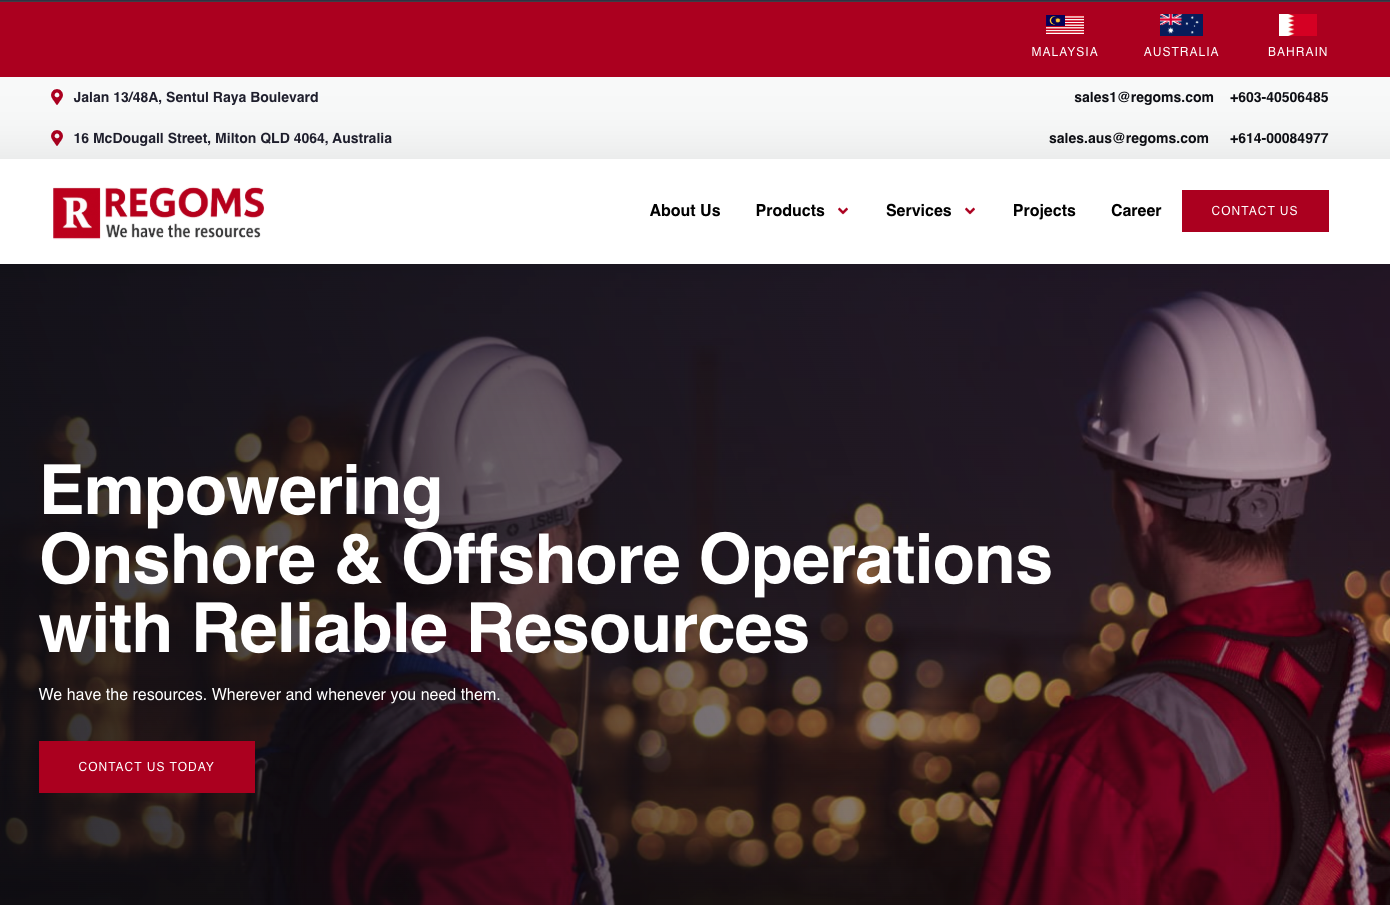 MALAYSIA AUSTRALIA BAHRAIN
Jalan 13/48A, Sentul Raya Boulevard sales1@regoms.com +603-40506485
16 McDougall Street, Milton QLD 4064, Australia sales.aus@regoms.com +614-00084977
R REGOMS
We have the resources
About Us Products Services Projects Career CONTACT US
Empowering
Onshore & Offshore Operations
with Reliable Resources
We have the resources. Wherever and whenever you need them.
CONTACT US TODAY